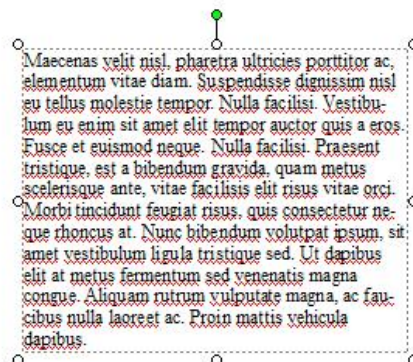 Maecenas velit nisl, pharetra ultricies porttitor ac,
elementum vitae diam. Suspendisse dignissim nisl
eu tellus molestie tempor. Nulla facilisi. Vestibu-
lum eu enim sit amet elit tempor auctor quis a eros.
Fusce et euismod neque. Nulla facilisi. Praesent
tristique, est a bibendum gravida, quam metus
scelerisque ante, vitae facilisis elit risus vitae orci.
Morbi tincidunt feugiat risus, quis consectetur ne-
que rhoncus at. Nunc bibendum volutpat ipsum, sit
amet vestibulum ligula tristique sed. Ut dapibus
elit at metus fermentum sed venenatis magna
congue. Aliquam rutrum vulputate magna, ac fau-
cibus nulla laoreet ac. Proin mattis vehicula
dapibus.